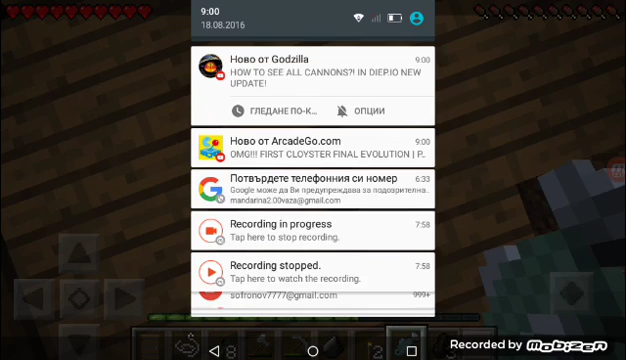 9:00
18.08.2016
Ново от Godzilla 9:00
HOW TO SEE ALL CANNONS?! IN DIEP.IO NEW
UPDATE!
ГЛЕДАНЕ ПО-К... ОПЦИИ
Ново от ArcadeGo.com 9:00
OMG!!! FIRST CLOYSTER FINAL EVOLUTION | P..
Потвърдете телефонния си номер 6:33
Google може да Ви предупреждава за подозрителна..
mandarina2.00vaza@gmail.com
Recording in progress 7:58
Tap here to stop recording.
Recording stopped. 7:58
Tap here to watch the recording.
sofronov7777@gmail.com 999+
8 2
Recorded by Mobizen